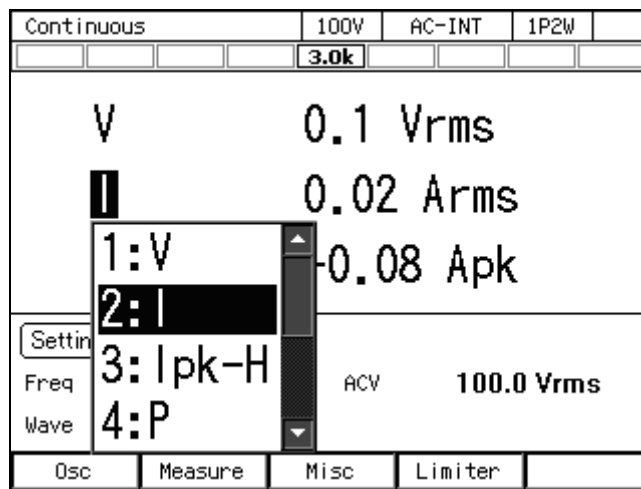 Continuous 100V AC-INT 1P2W
3.0k
V 0.1 Vrms
I 0.02 Arms
-0.08 Apk
1:V
2:I
3:Ipk-H
4:P
Settin
Freq ACV 100.0 Vrms
Wave
Osc Measure Misc Limiter